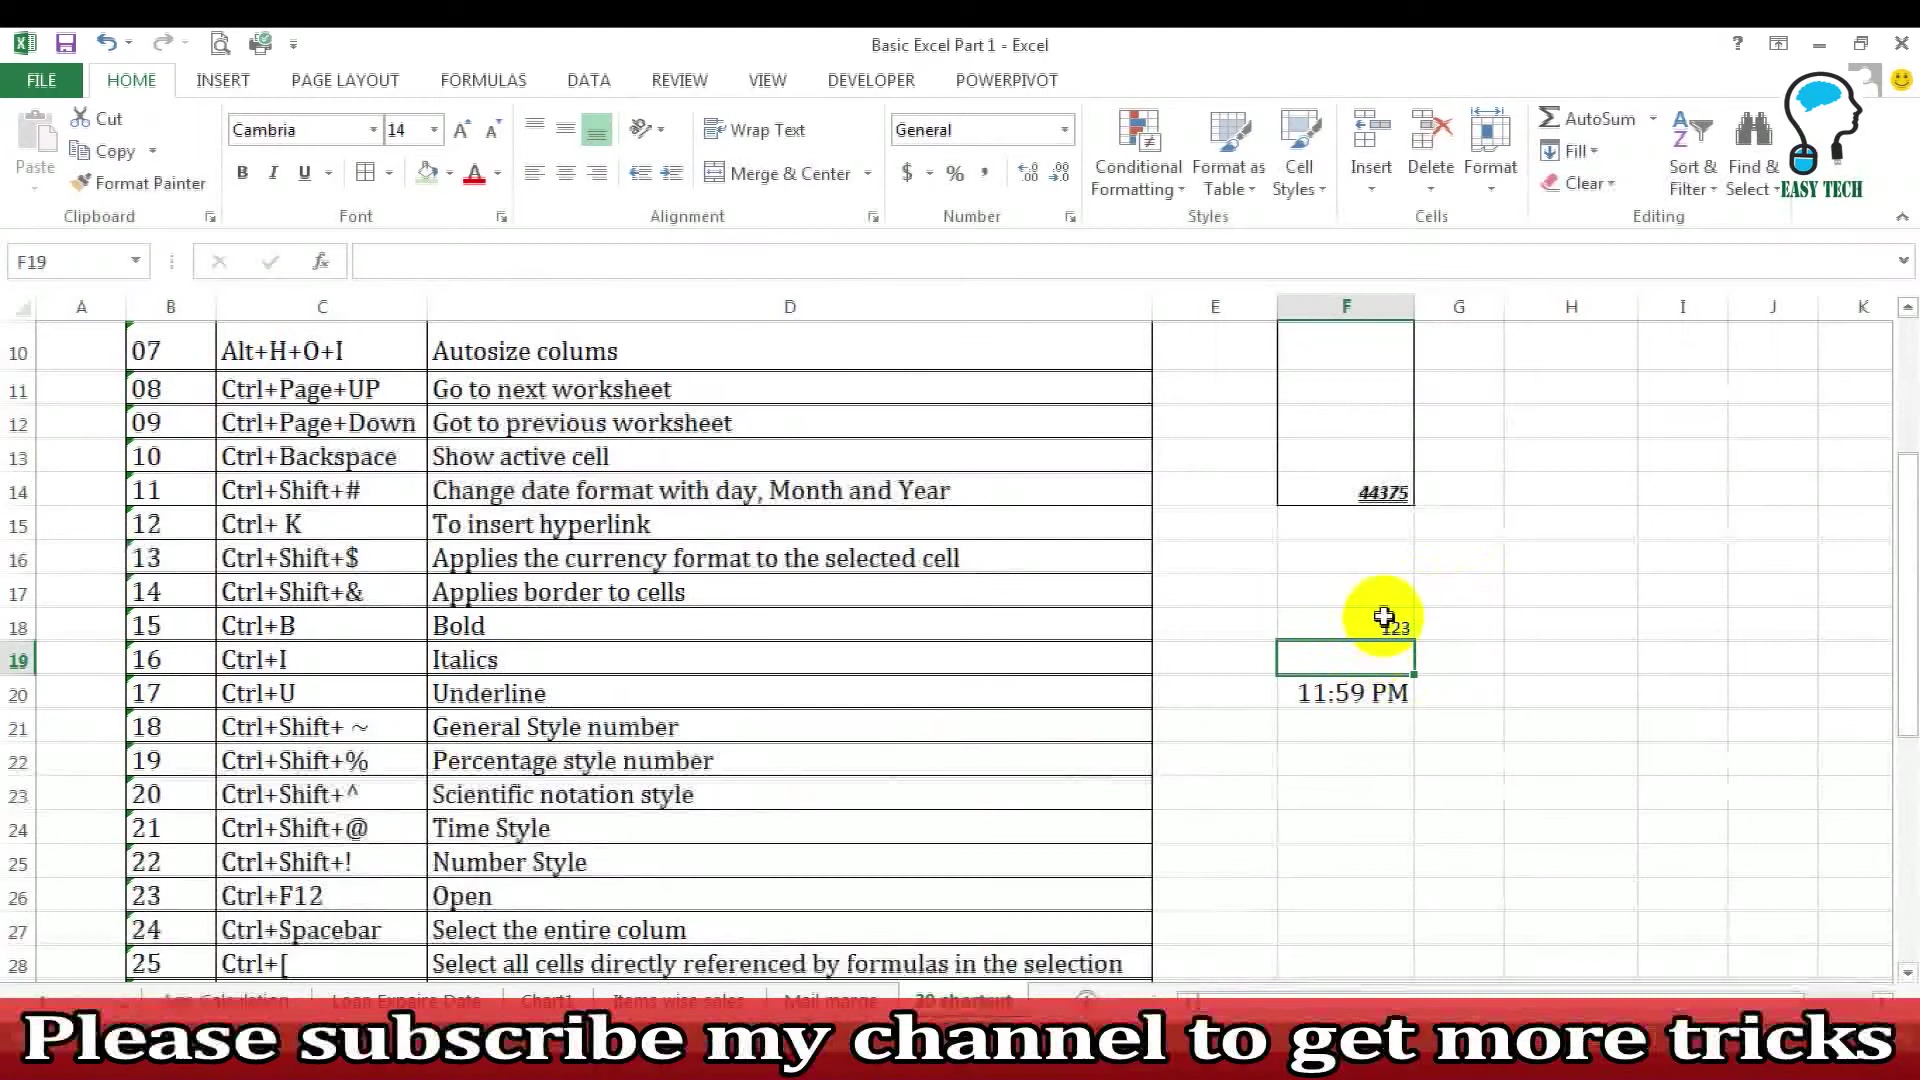 Basic Excel Part 1 - Excel
FILE HOME INSERT PAGE LAYOUT FORMULAS DATA REVIEW VIEW DEVELOPER POWERPIVOT
Cut
Copy
Format Painter
Paste
Clipboard
Cambria 14
B I U
Font
Wrap Text
Merge & Center
Alignment
General
$ % ,
Number
Conditional Formatting
Format as Table
Cell Styles
Styles
Insert
Delete
Format
Cells
AutoSum
Fill
Clear
Sort & Filter
Find & Select
Editing
EASY TECH
F19 fx
A B C D E F G H I J K
10 07 Alt+H+O+I Autosize colums
11 08 Ctrl+Page+UP Go to next worksheet
12 09 Ctrl+Page+Down Got to previous worksheet
13 10 Ctrl+Backspace Show active cell
14 11 Ctrl+Shift+# Change date format with day, Month and Year 44375
15 12 Ctrl+ K To insert hyperlink
16 13 Ctrl+Shift+$ Applies the currency format to the selected cell
17 14 Ctrl+Shift+& Applies border to cells
18 15 Ctrl+B Bold 123
19 16 Ctrl+I Italics
20 17 Ctrl+U Underline 11:59 PM
21 18 Ctrl+Shift+ ~ General Style number
22 19 Ctrl+Shift+% Percentage style number
23 20 Ctrl+Shift+^ Scientific notation style
24 21 Ctrl+Shift+@ Time Style
25 22 Ctrl+Shift+! Number Style
26 23 Ctrl+F12 Open
27 24 Ctrl+Spacebar Select the entire colum
28 25 Ctrl+[ Select all cells directly referenced by formulas in the selection
Age Calculation Loan Expaire Date Chart1 Items wise sales Mail marge 30 shortcut
Please subscribe my channel to get more tricks